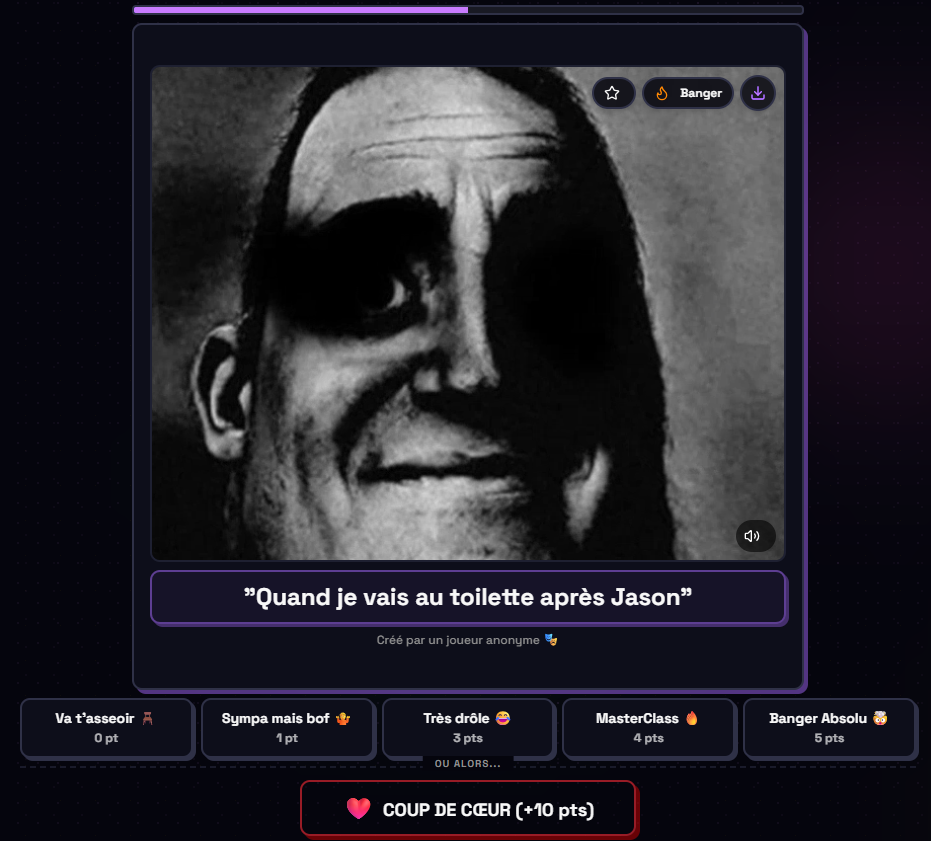 Banger
"Quand je vais au toilette après Jason"
Créé par un joueur anonyme 🎭
Va t'asseoir 🪑
0 pt
Sympa mais bof 🤷
1 pt
Très drôle 😂
3 pts
MasterClass 🔥
4 pts
Banger Absolu 🤯
5 pts
OU ALORS...
❤️ COUP DE CŒUR (+10 pts)